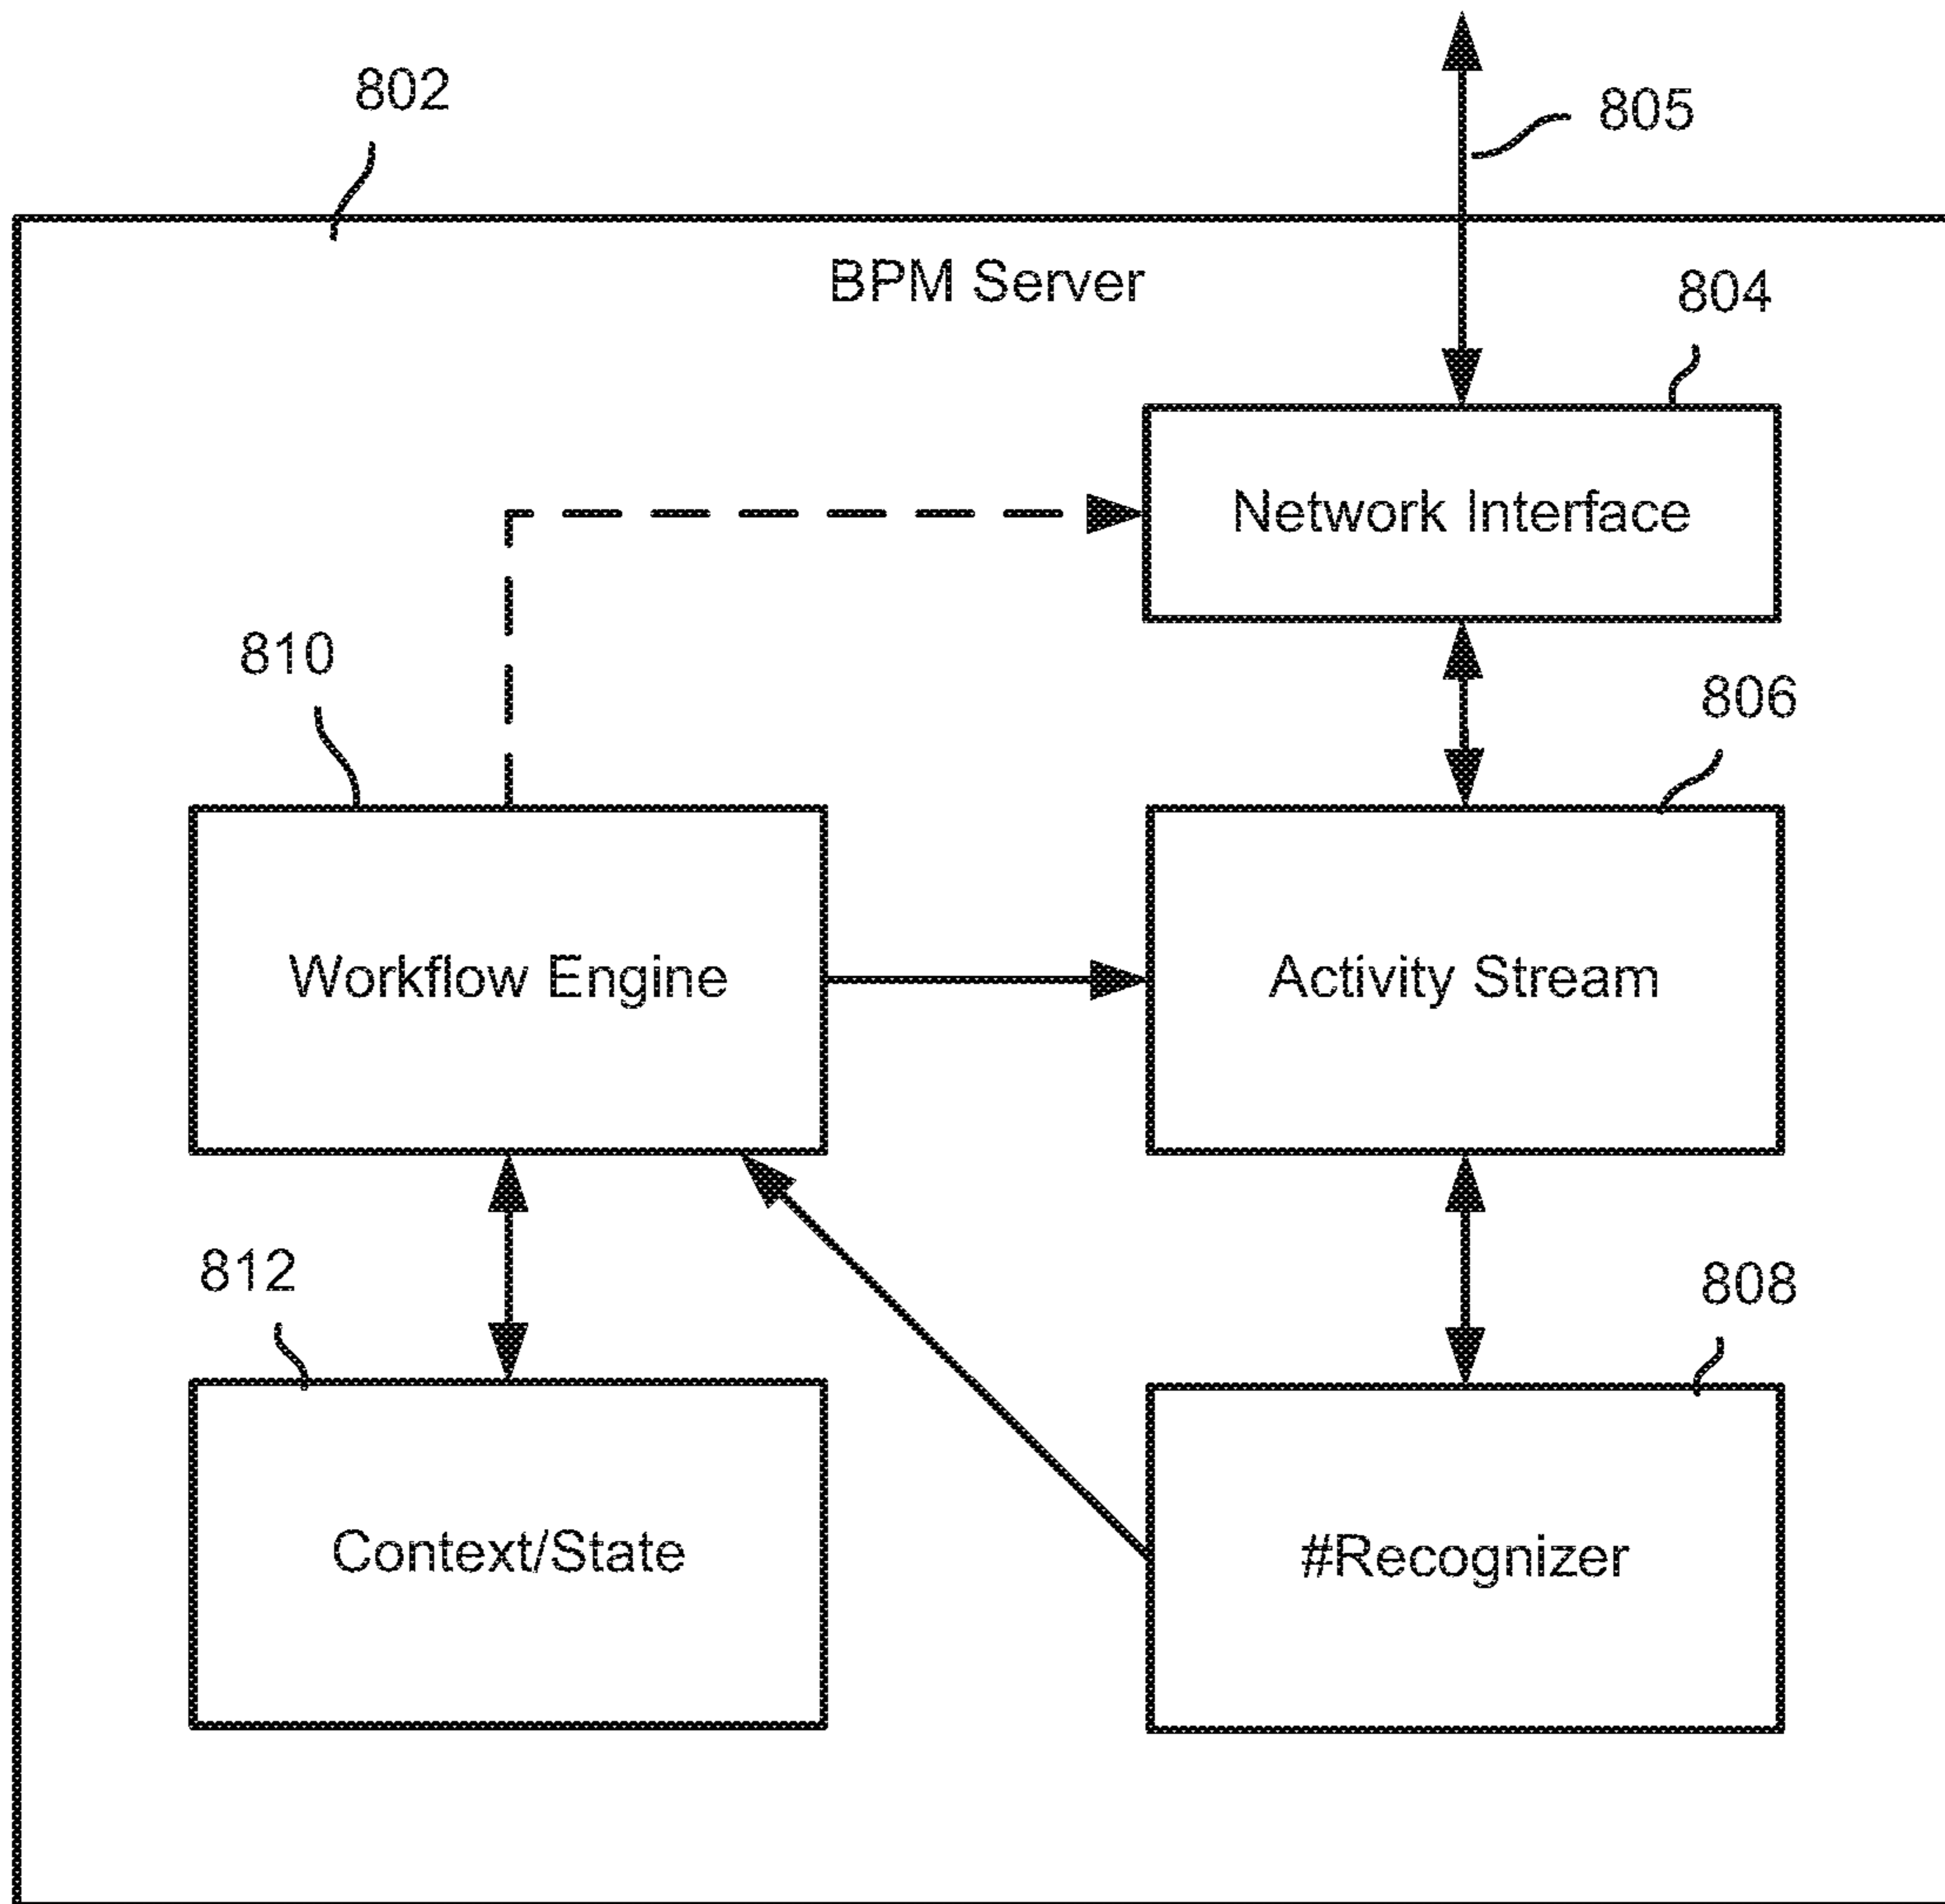 802
805
BPM Server
804
Network Interface
810
806
Workflow Engine
Activity Stream
812
808
Context/State
#Recognizer